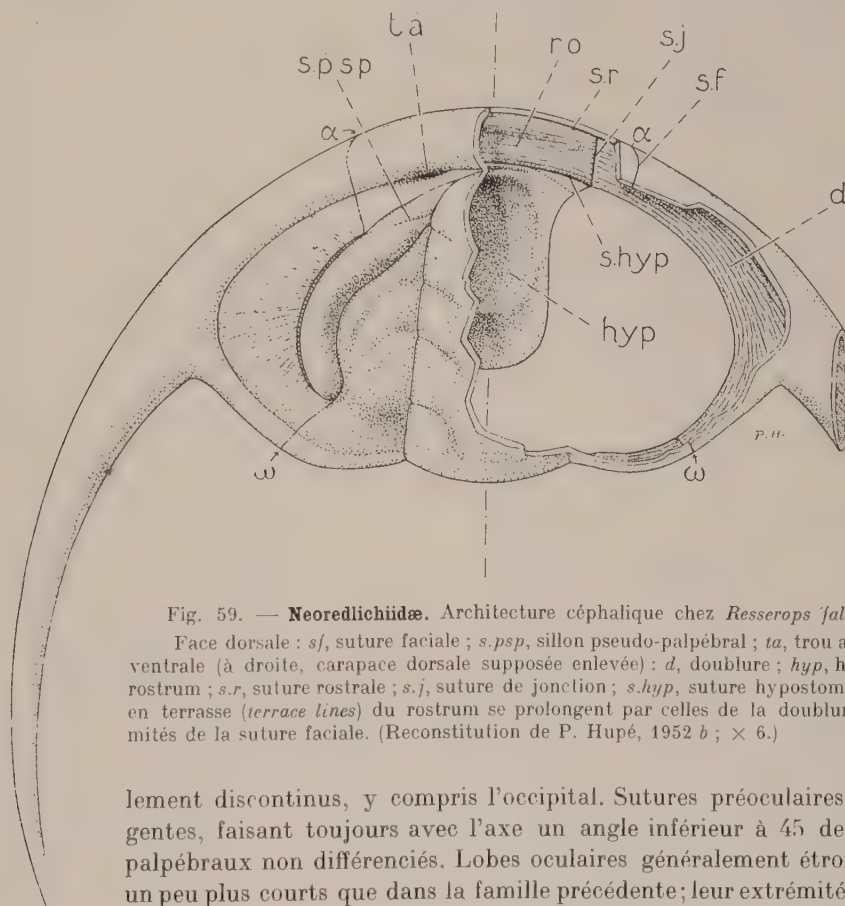 ta
s.psp
ro
s.j
s.r
s.f
α
α
d
s.hyp
hyp
P.H.
ω
ω
Fig. 59. — Neoredlichiidæ. Architecture céphalique chez Resserops
Face dorsale : sf, suture faciale ; s.psp, sillon pseudo-palpébral ; ta, trou
ventrale (à droite, carapace dorsale supposée enlevée) : d, doublure ; hyp,
rostrum ; s.r, suture rostrale ; s.j, suture de jonction ; s.hyp, suture hypostom
en terrasse (terrace lines) du rostrum se prolongent par celles de la doublur
mités de la suture faciale. (Reconstitution de P. Hupé, 1952 b ; × 6.)
lement discontinus, y compris l'occipital. Sutures préoculaires
gentes, faisant toujours avec l'axe un angle inférieur à 45 de
palpébraux non différenciés. Lobes oculaires généralement étro
un peu plus courts que dans la famille précédente ; leur extrémité